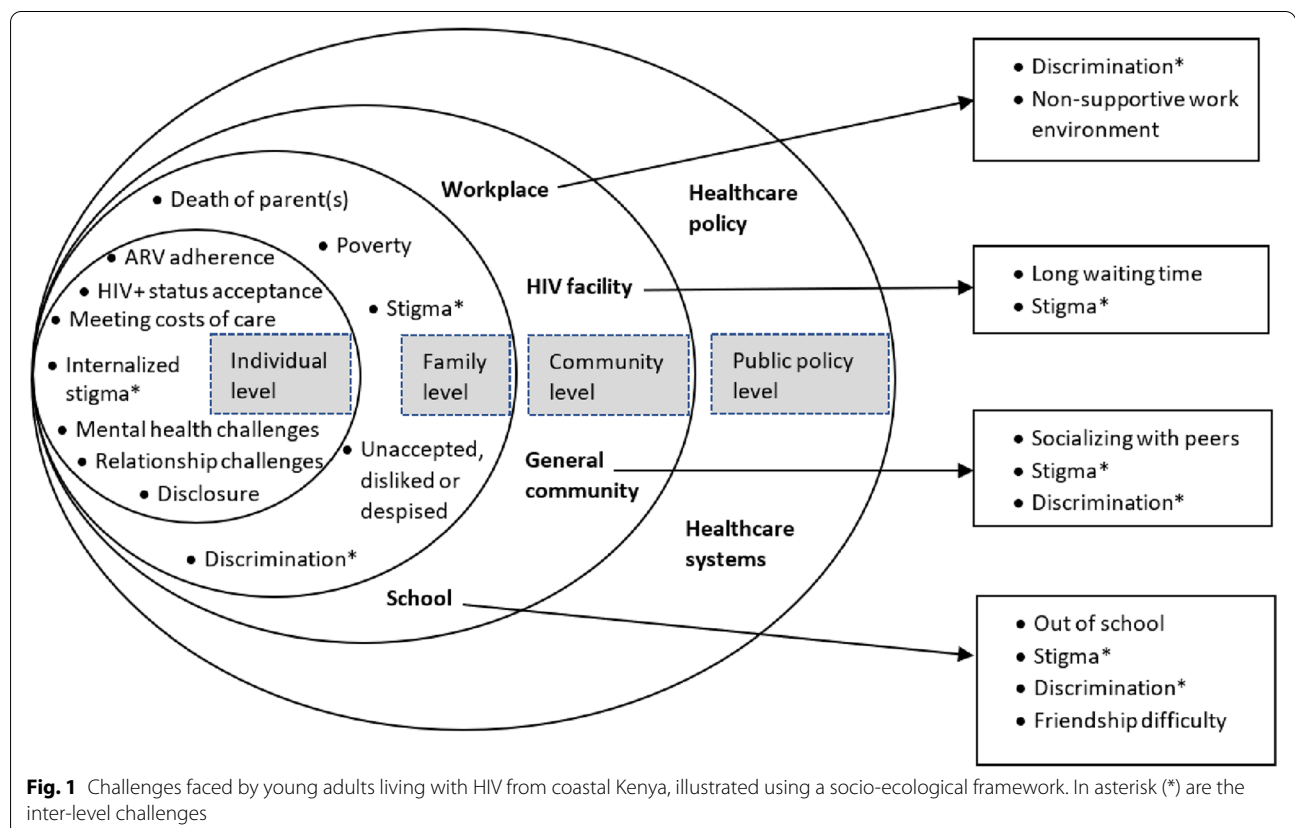 • Death of parent(s)
• Poverty
• Stigma*
• ARV adherence
• HIV+ status acceptance
• Meeting costs of care
• Internalized
stigma*
Individual
level
• Mental health challenges
• Relationship challenges
• Disclosure
Family
level
• Unaccepted,
disliked or
despised
• Discrimination*
Workplace
HIV facility
Community
level
General
community
School
Healthcare
policy
Public policy
level
Healthcare
systems
• Discrimination*
• Non-supportive work
environment
• Long waiting time
• Stigma*
• Socializing with peers
• Stigma*
• Discrimination*
• Out of school
• Stigma*
• Discrimination*
• Friendship difficulty
Fig. 1 Challenges faced by young adults living with HIV from coastal Kenya, illustrated using a socio-ecological framework. In asterisk (*) are the
inter-level challenges